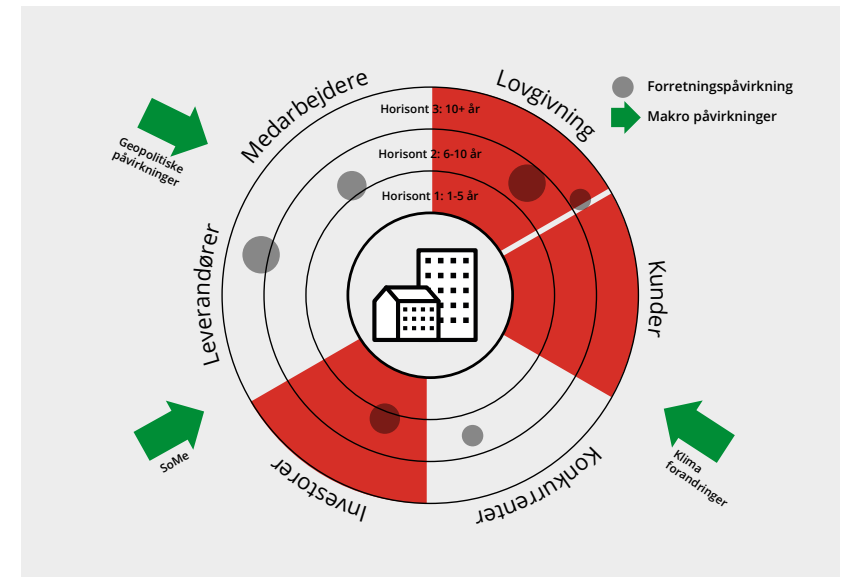 Medarbejdere
Lovgivning
Forretningspåvirkning
Makro påvirkninger
Horisont 3: 10+ år
Horisont 2: 6-10 år
Horisont 1: 1-5 år
Geopolitiske
påvirkninger
Leverandører
Kunder
SoMe
Klima
forandringer
Investorer
Konkurrenter